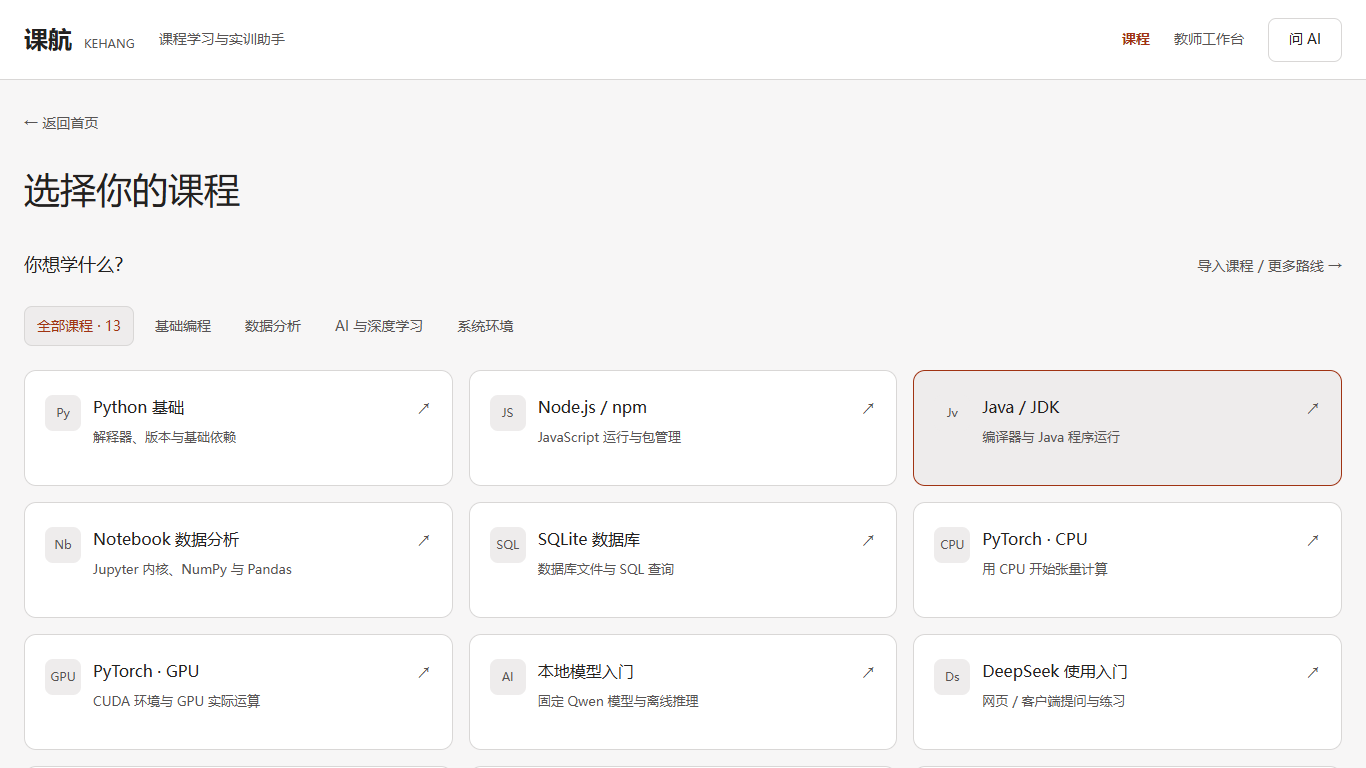 课航 KEHANG 课程学习与实训助手 课程 教师工作台 问 AI
← 返回首页
选择你的课程
你想学什么?
导入课程 / 更多路线 →
全部课程 · 13 基础编程 数据分析 AI 与深度学习 系统环境
Py Python 基础 ↗
解释器、版本与基础依赖
JS Node.js / npm ↗
JavaScript 运行与包管理
Jv Java / JDK ↗
编译器与 Java 程序运行
Nb Notebook 数据分析 ↗
Jupyter 内核、NumPy 与 Pandas
SQL SQLite 数据库 ↗
数据库文件与 SQL 查询
CPU PyTorch · CPU ↗
用 CPU 开始张量计算
GPU PyTorch · GPU ↗
CUDA 环境与 GPU 实际运算
AI 本地模型入门 ↗
固定 Qwen 模型与离线推理
Ds DeepSeek 使用入门 ↗
网页 / 客户端提问与练习